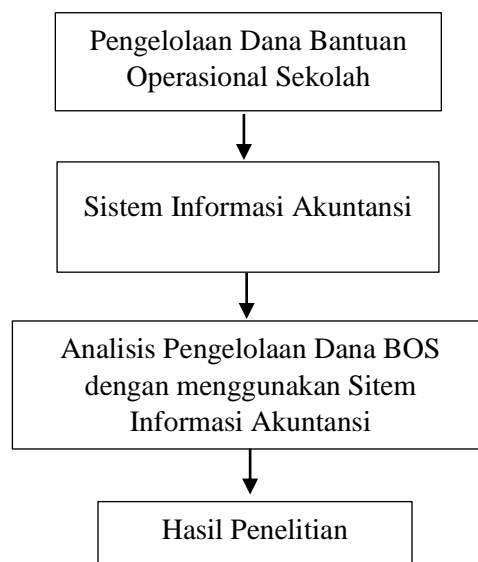 Pengelolaan Dana Bantuan
Operasional Sekolah
Sistem Informasi Akuntansi
Analisis Pengelolaan Dana BOS
dengan menggunakan Sitem
Informasi Akuntansi
Hasil Penelitian